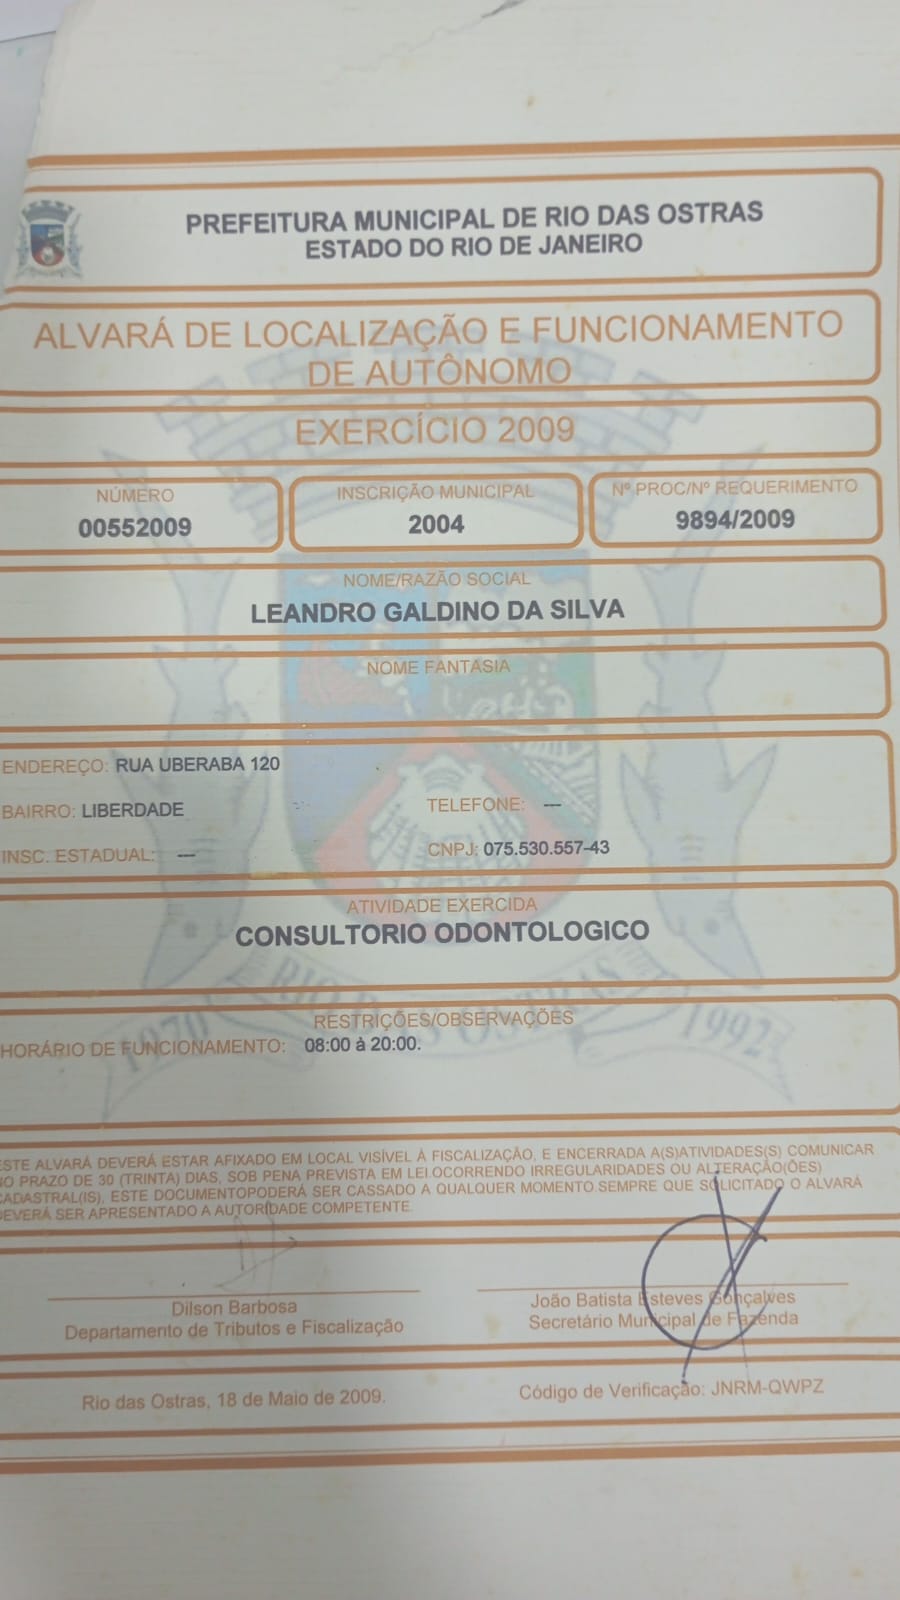 PREFEITURA MUNICIPAL DE RIO DAS OSTRAS
ESTADO DO RIO DE JANEIRO
ALVARÁ DE LOCALIZAÇÃO E FUNCIONAMENTO
DE AUTÔNOMO
EXERCÍCIO 2009
NÚMERO
00552009
INSCRIÇÃO MUNICIPAL
2004
Nº PROC/Nº REQUERIMENTO
9894/2009
NOME/RAZÃO SOCIAL
LEANDRO GALDINO DA SILVA
NOME FANTASIA
ENDEREÇO: RUA UBERABA 120
BAIRRO: LIBERDADE
TELEFONE: ---
INSC. ESTADUAL: ---
CNPJ: 075.530.557-43
ATIVIDADE EXERCIDA
CONSULTORIO ODONTOLOGICO
RIO DAS OSTRAS
1970
1992
RESTRIÇÕES/OBSERVAÇÕES
HORÁRIO DE FUNCIONAMENTO: 08:00 à 20:00.
ESTE ALVARÁ DEVERÁ ESTAR AFIXADO EM LOCAL VISÍVEL À FISCALIZAÇÃO, E ENCERRADA A(S)ATIVIDADES(S) COMUNICAR
NO PRAZO DE 30 (TRINTA) DIAS, SOB PENA PREVISTA EM LEI.OCORRENDO IRREGULARIDADES OU ALTERAÇÃO(ÕES)
CADASTRAL(IS), ESTE DOCUMENTOPODERÁ SER CASSADO A QUALQUER MOMENTO.SEMPRE QUE SOLICITADO O ALVARÁ
DEVERÁ SER APRESENTADO A AUTORIDADE COMPETENTE.
Dilson Barbosa
Departamento de Tributos e Fiscalização
João Batista Esteves Gonçalves
Secretário Municipal de Fazenda
Rio das Ostras, 18 de Maio de 2009.
Código de Verificação: JNRM-QWPZ